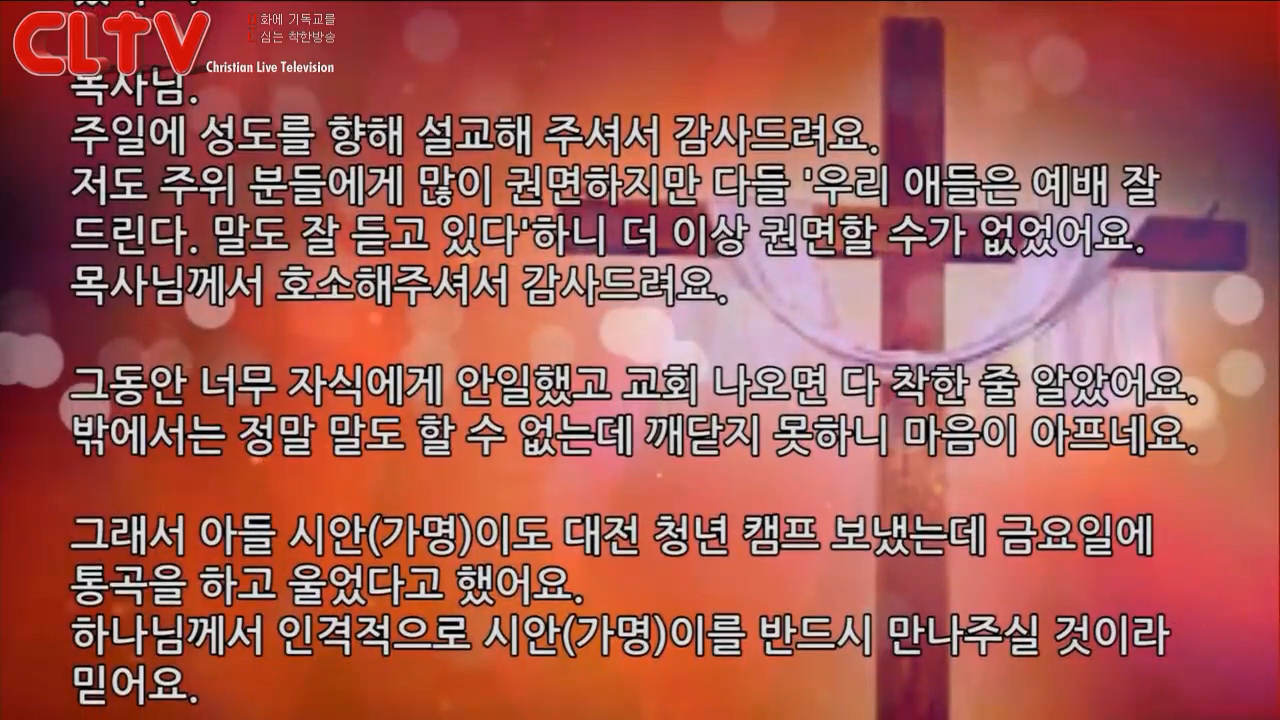 CLTV
화에 기독교를
심는 착한방송
Christian Live Television
목사님.
주일에 성도를 향해 설교해 주셔서 감사드려요.
저도 주위 분들에게 많이 권면하지만 다들 '우리 애들은 예배 잘
드린다. 말도 잘 듣고 있다'하니 더 이상 권면할 수가 없었어요.
목사님께서 호소해주셔서 감사드려요.
그동안 너무 자식에게 안일했고 교회 나오면 다 착한 줄 알았어요.
밖에서는 정말 말도 할 수 없는데 깨닫지 못하니 마음이 아프네요.
그래서 아들 시안(가명)이도 대전 청년 캠프 보냈는데 금요일에
통곡을 하고 울었다고 했어요.
하나님께서 인격적으로 시안(가명)이를 반드시 만나주실 것이라
믿어요.